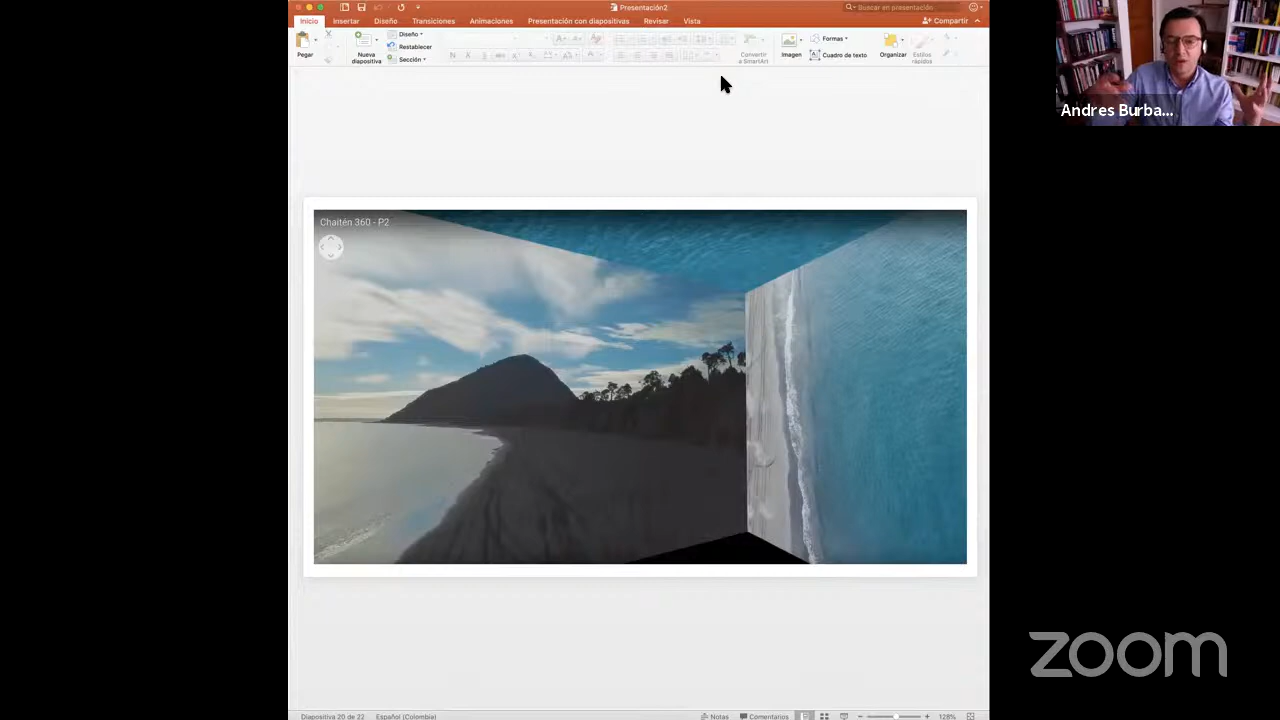 Presentación2
Buscar en presentación
Inicio Insertar Diseño Transiciones Animaciones Presentación con diapositivas Revisar Vista
Compartir
Pegar
Nueva diapositiva
Diseño
Restablecer
Sección
Convertir a SmartArt
Imagen
Formas
Cuadro de texto
Organizar
Estilos rápidos
Andres Burba...
Chaitén 360 - P2
zoom
Diapositiva 20 de 22 Español (Colombia) Notas Comentarios 128%